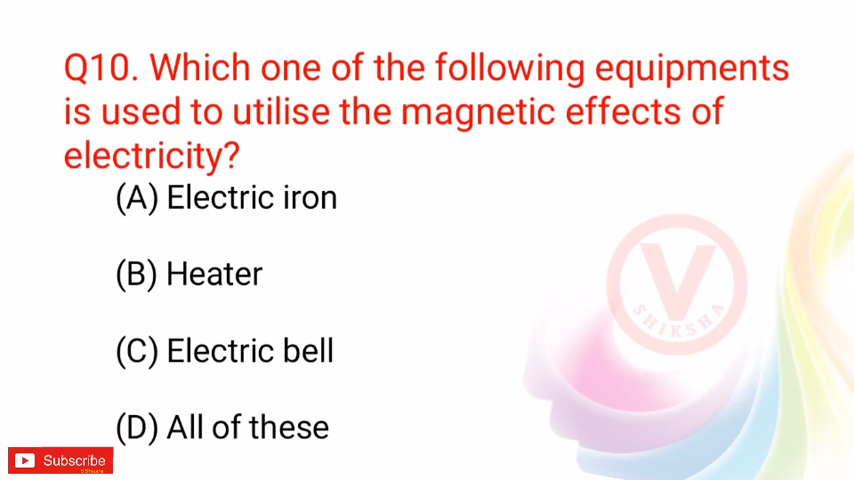 Q10. Which one of the following equipments
is used to utilise the magnetic effects of
electricity?
(A) Electric iron
(B) Heater
V
SHIKSHA
(C) Electric bell
(D) All of these
Subscribe
V Shiksha